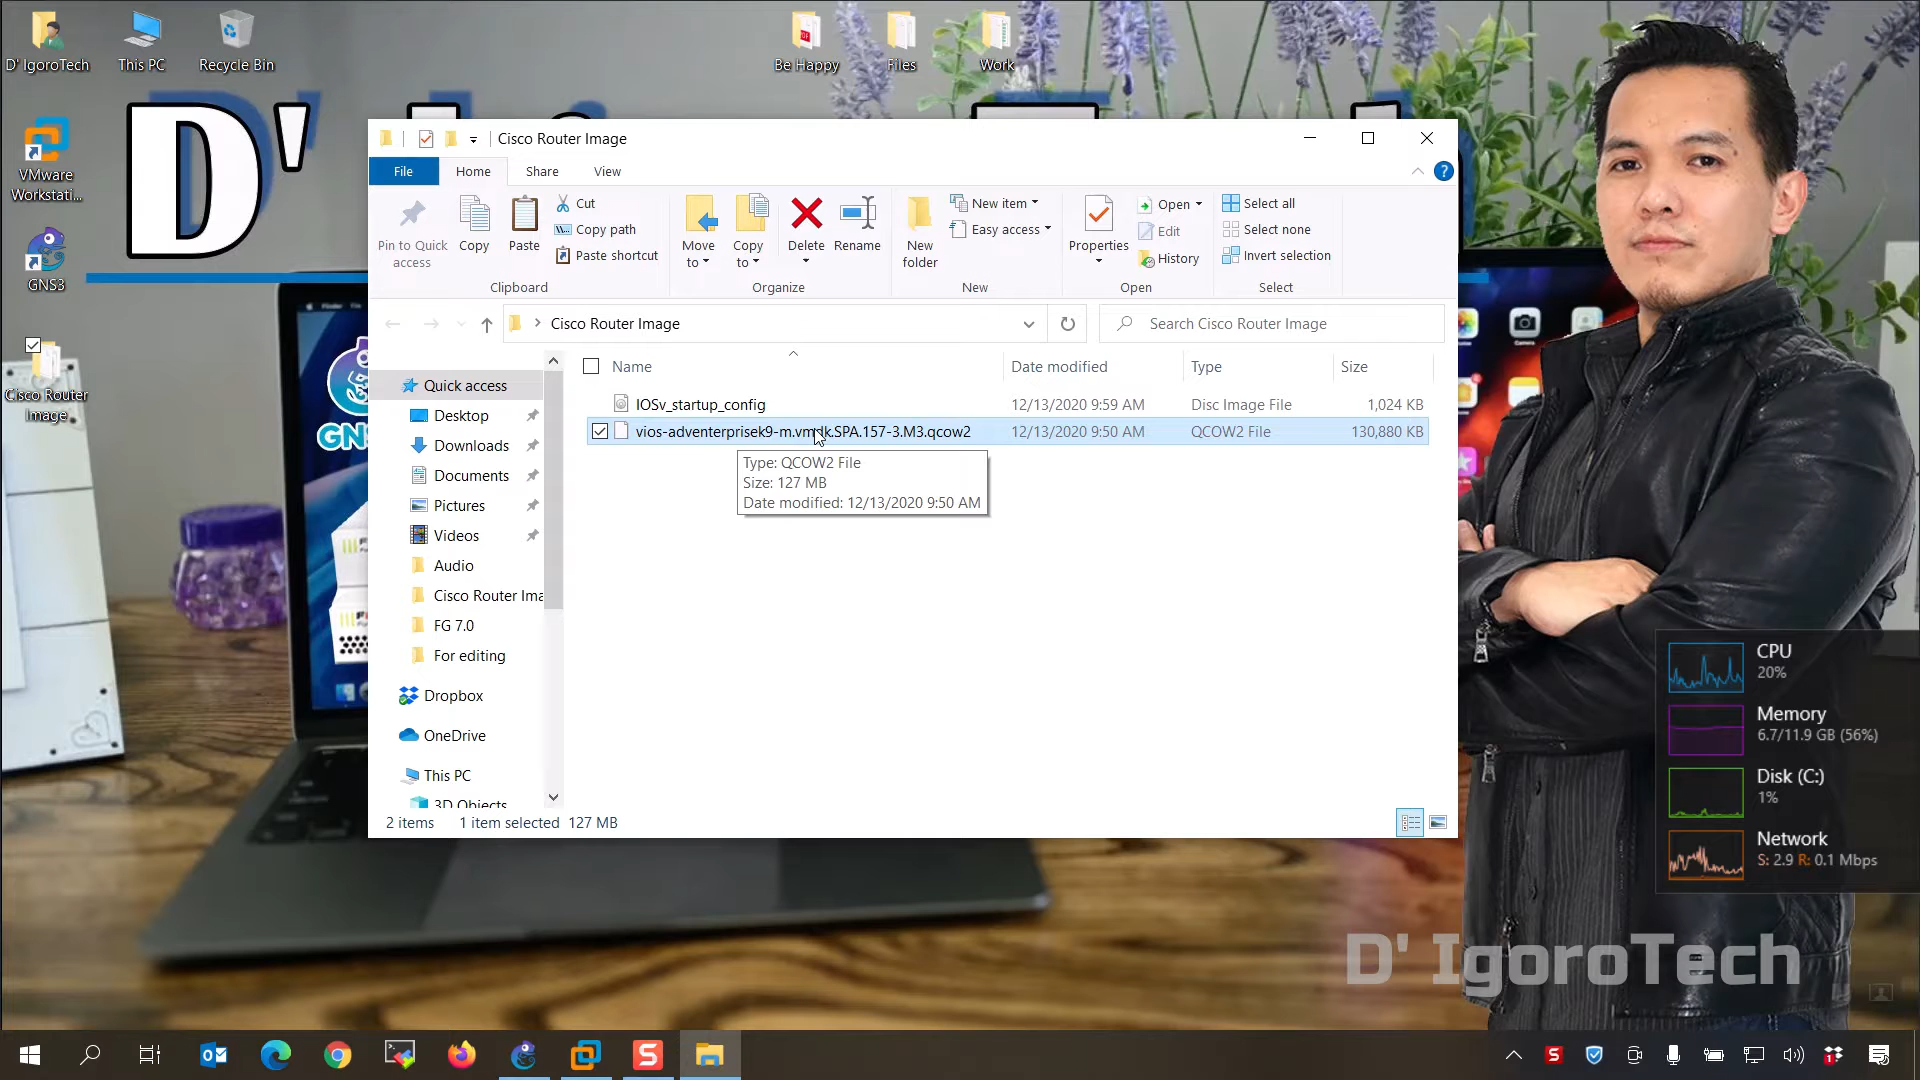 D' IgoroTech
This PC
Recycle Bin
Be Happy
Files
Work
D'
VMware
Workstati...
GNS3
Cisco Router
Image
Cisco Router Image
File
Home
Share
View
Pin to Quick
access
Copy
Paste
Cut
Copy path
Paste shortcut
Clipboard
Move
to
Copy
to
Delete
Rename
Organize
New
folder
New item
Easy access
New
Properties
Open
Edit
History
Open
Select all
Select none
Invert selection
Select
Cisco Router Image
Search Cisco Router Image
Name
Date modified
Type
Size
IOSv_startup_config 12/13/2020 9:59 AM Disc Image File 1,024 KB
vios-adventerprisek9-m.vmdk.SPA.157-3.M3.qcow2 12/13/2020 9:50 AM QCOW2 File 130,880 KB
Type: QCOW2 File
Size: 127 MB
Date modified: 12/13/2020 9:50 AM
Quick access
Desktop
Downloads
Documents
Pictures
Videos
Audio
Cisco Router Ima
FG 7.0
For editing
Dropbox
OneDrive
This PC
3D Objects
2 items 1 item selected 127 MB
CPU
20%
Memory
6.7/11.9 GB (56%)
Disk (C:)
1%
Network
S: 2.9 R: 0.1 Mbps
D' IgoroTech